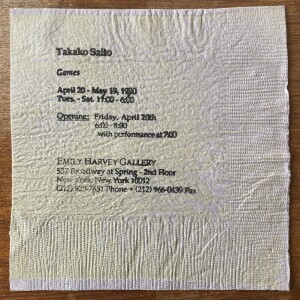 Takako Saito
Games
April 20 - May 19, 1990
Tues. - Sat. 11:00 - 6:00
Opening: Friday, April 20th
6:00 - 8:00
with performance at 7:00
EMILY HARVEY GALLERY
537 Broadway at Spring - 2nd Floor
New York, New York 10012
(212) 925-7651 Phone • (212) 966-0439 Fax